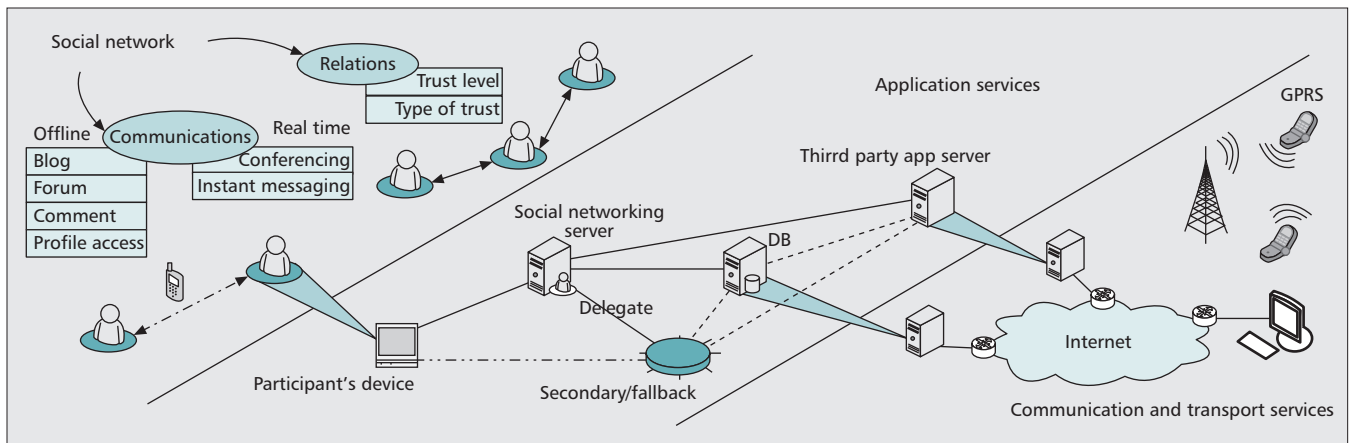 Social network
Relations
Trust level
Type of trust
Communications
Offline
Blog
Forum
Comment
Profile access
Real time
Conferencing
Instant messaging
Application services
GPRS
Thirrd party app server
Social networking
server
DB
Delegate
Internet
Participant's device
Secondary/fallback
Communication and transport services